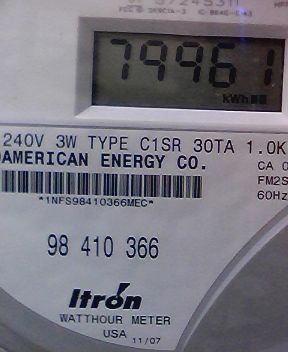 79961
kWh
240V 3W TYPE C1SR 30TA 1.0K
AMERICAN ENERGY CO. CA 0
FM2S
*1NFS98410366MEC* 60Hz
98 410 366
Itron
WATTHOUR METER
USA 11/07